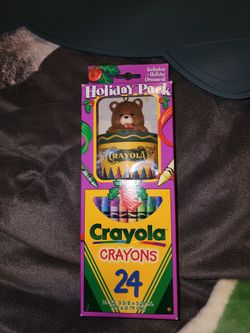 Holiday Pack
Includes
Holiday
Ornament
CRAYOLA
Crayola
CRAYONS
24